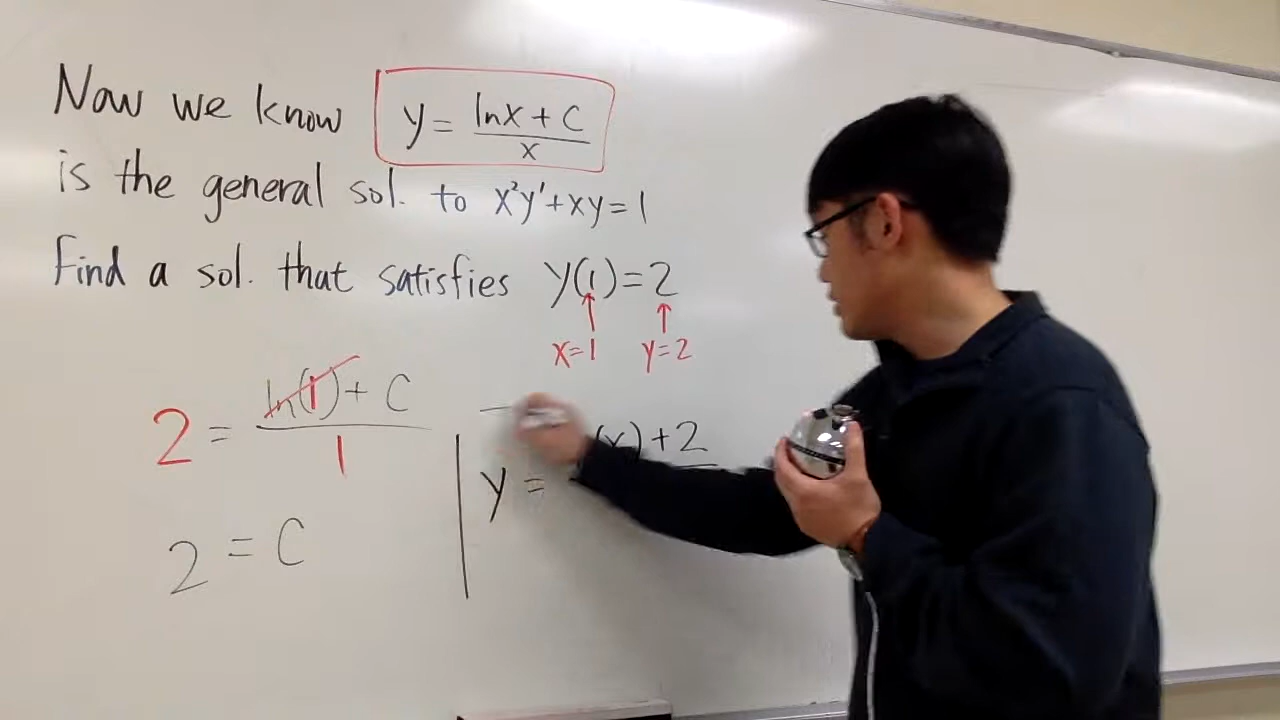 Now we know y = lnx + C / x
is the general sol. to x²y' + xy = 1
Find a sol. that satisfies y(1) = 2
x=1 y=2
2 = ln(1) + C / 1
2 = C
y = (x) + 2